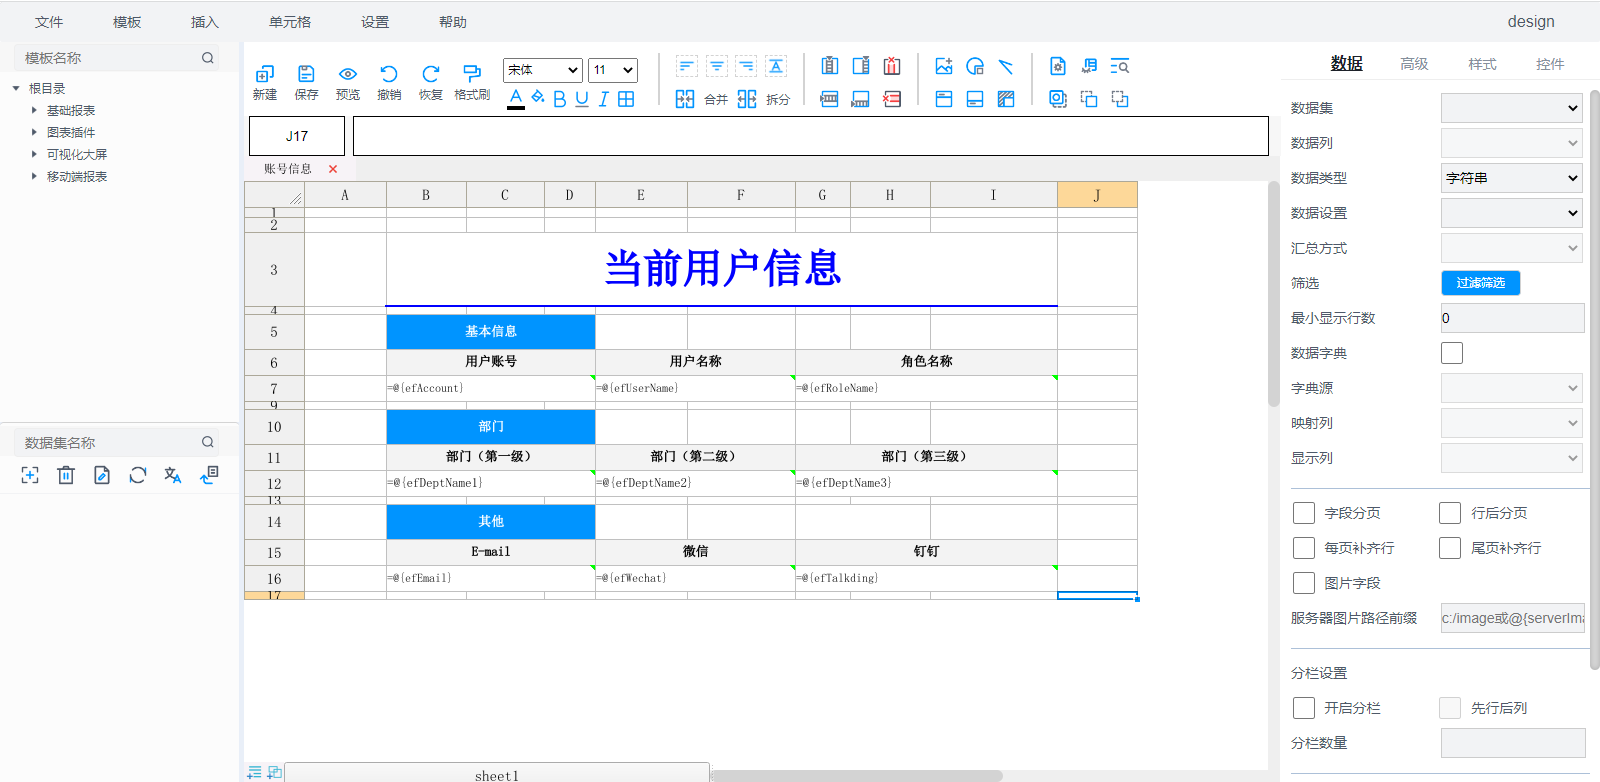 文件 模板 插入 单元格 设置 帮助 design
模板名称
根目录
基础报表
图表插件
可视化大屏
移动端报表
数据集名称
新建 保存 预览 撤销 恢复 格式刷
宋体 11
A B U I
合并 拆分
J17
账号信息 ×
A B C D E F G H I J
1
2
3 当前用户信息
4
5 基本信息
6 用户账号 用户名称 角色名称
7 =@{efAccount} =@{efUserName} =@{efRoleName}
9
10 部门
11 部门（第一级） 部门（第二级） 部门（第三级）
12 =@{efDeptName1} =@{efDeptName2} =@{efDeptName3}
13
14 其他
15 E-mail 微信 钉钉
16 =@{efEmail} =@{efWechat} =@{efTalkding}
17
sheet1
数据 高级 样式 控件
数据集
数据列
数据类型 字符串
数据设置
汇总方式
筛选 过滤筛选
最小显示行数 0
数据字典
字典源
映射列
显示列
字段分页 行后分页
每页补齐行 尾页补齐行
图片字段
服务器图片路径前缀 c:/image或@{serverIma
分栏设置
开启分栏 先行后列
分栏数量